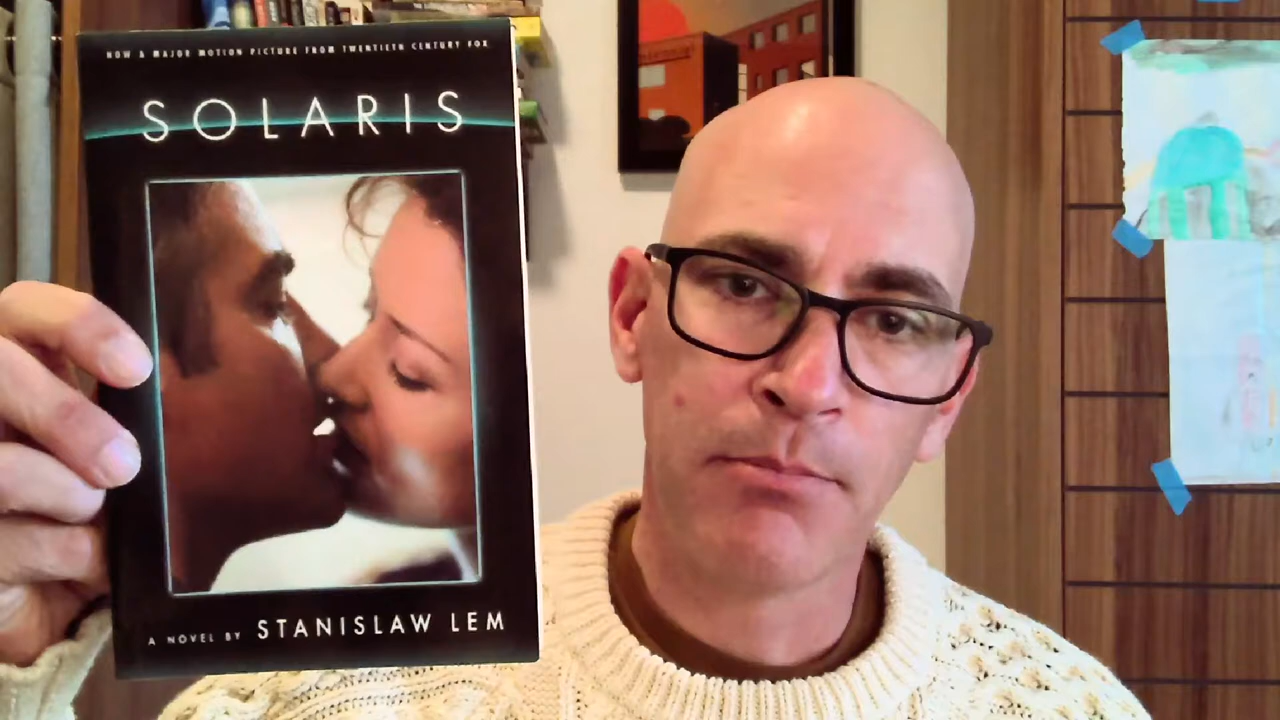 NOW A MAJOR MOTION PICTURE FROM TWENTIETH CENTURY FOX
SOLARIS
A NOVEL BY STANISLAW LEM